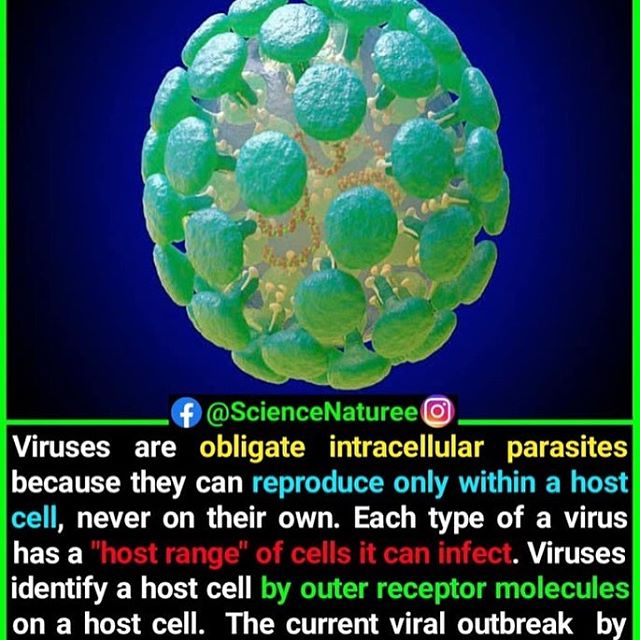 @ScienceNaturee
Viruses are obligate intracellular parasites
because they can reproduce only within a host
cell, never on their own. Each type of a virus
has a "host range" of cells it can infect. Viruses
identify a host cell by outer receptor molecules
on a host cell. The current viral outbreak by